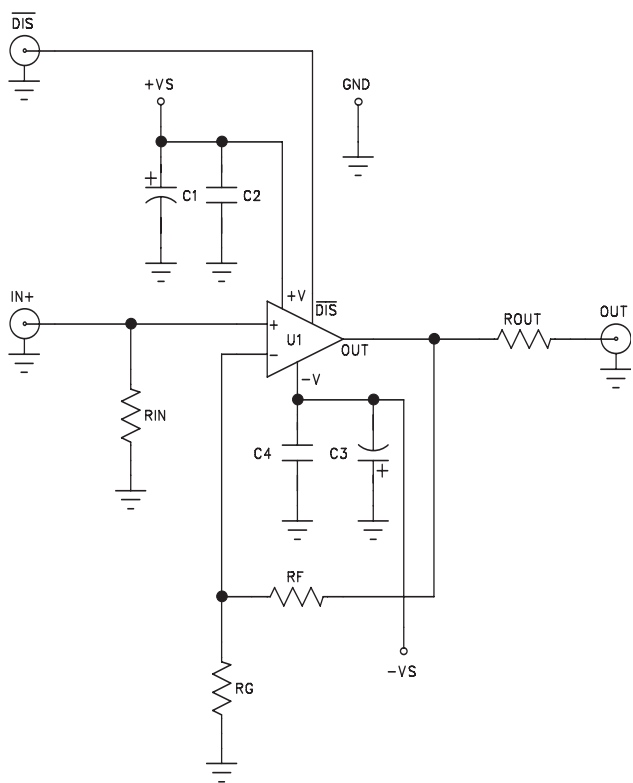 DIS
+VS
GND
+
C1
C2
IN+
+V
DIS
+
U1
−
OUT
−V
ROUT
OUT
RIN
C4
C3
+
RF
−VS
RG